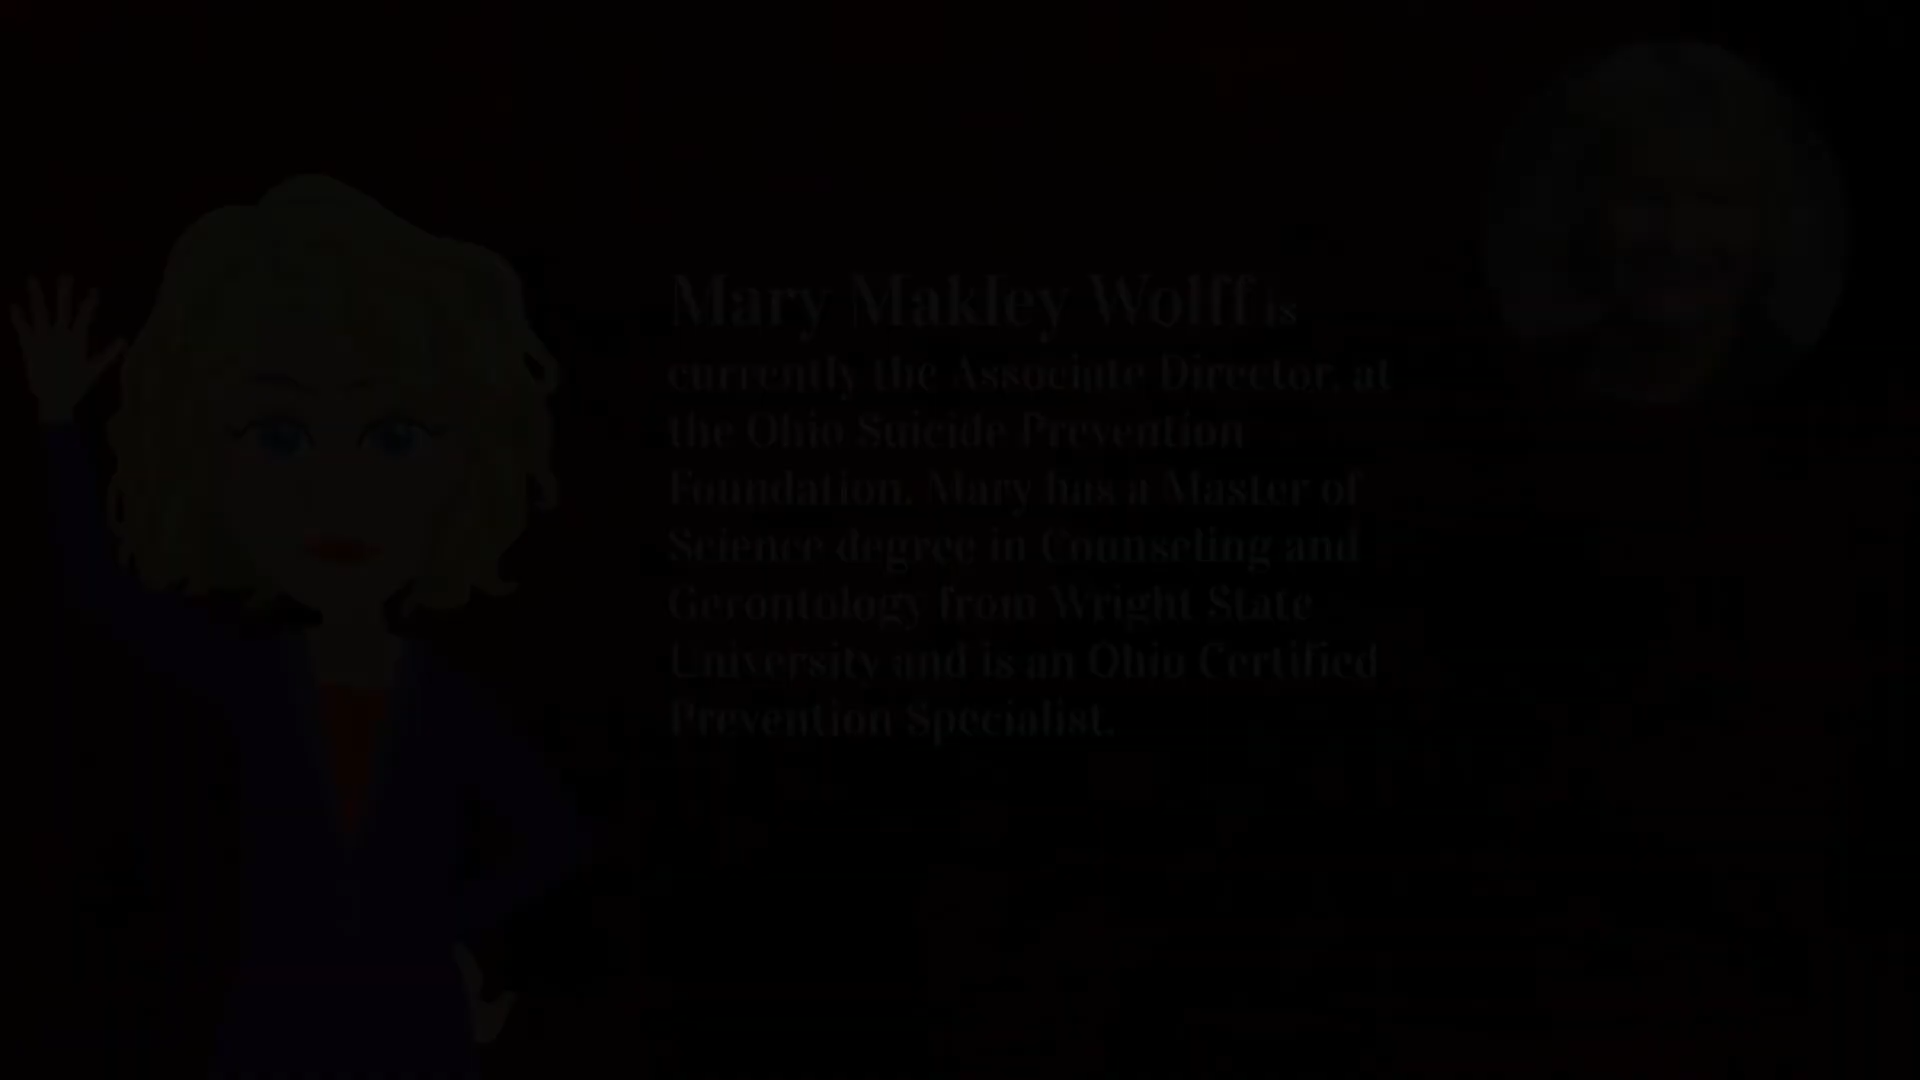 Mary Makley Wolff is
currently the Associate Director, at
the Ohio Suicide Prevention
Foundation. Mary has a Master of
Science degree in Counseling and
Gerontology from Wright State
University and is an Ohio Certified
Prevention Specialist.